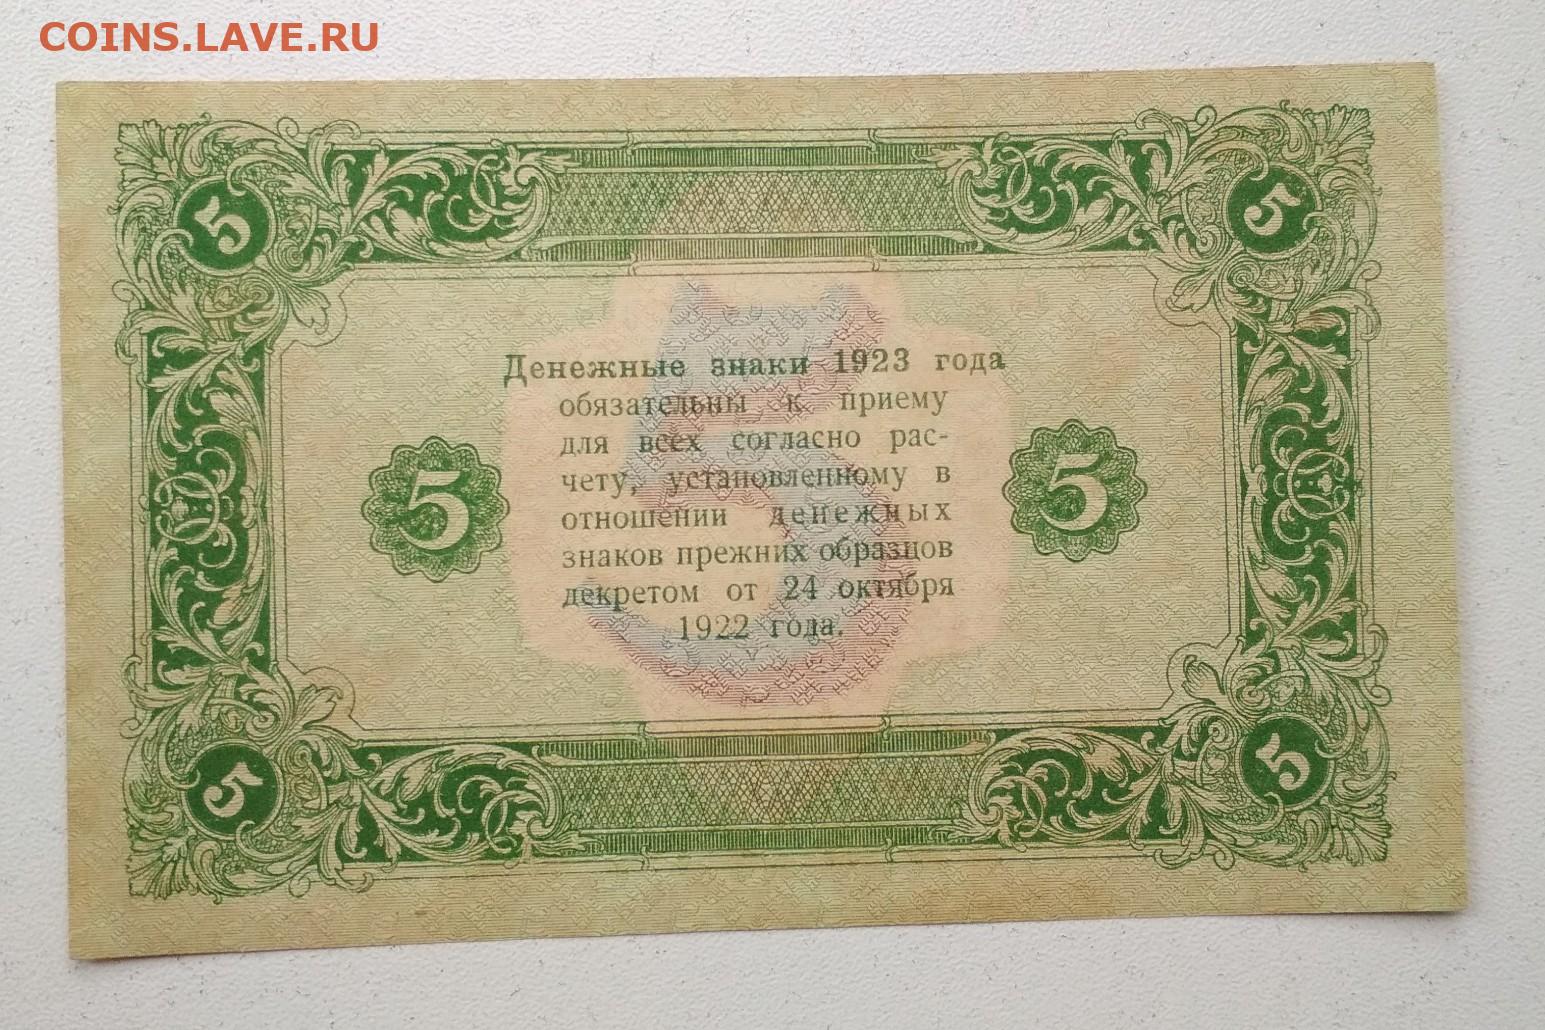 COINS.LAVE.RU
5 5
Денежные знаки 1923 года
обязательны к приему
для всех согласно рас-
чету, установленному в
отношении денежных
знаков прежних образцов
декретом от 24 октября
1922 года.
5 5
5
5 5